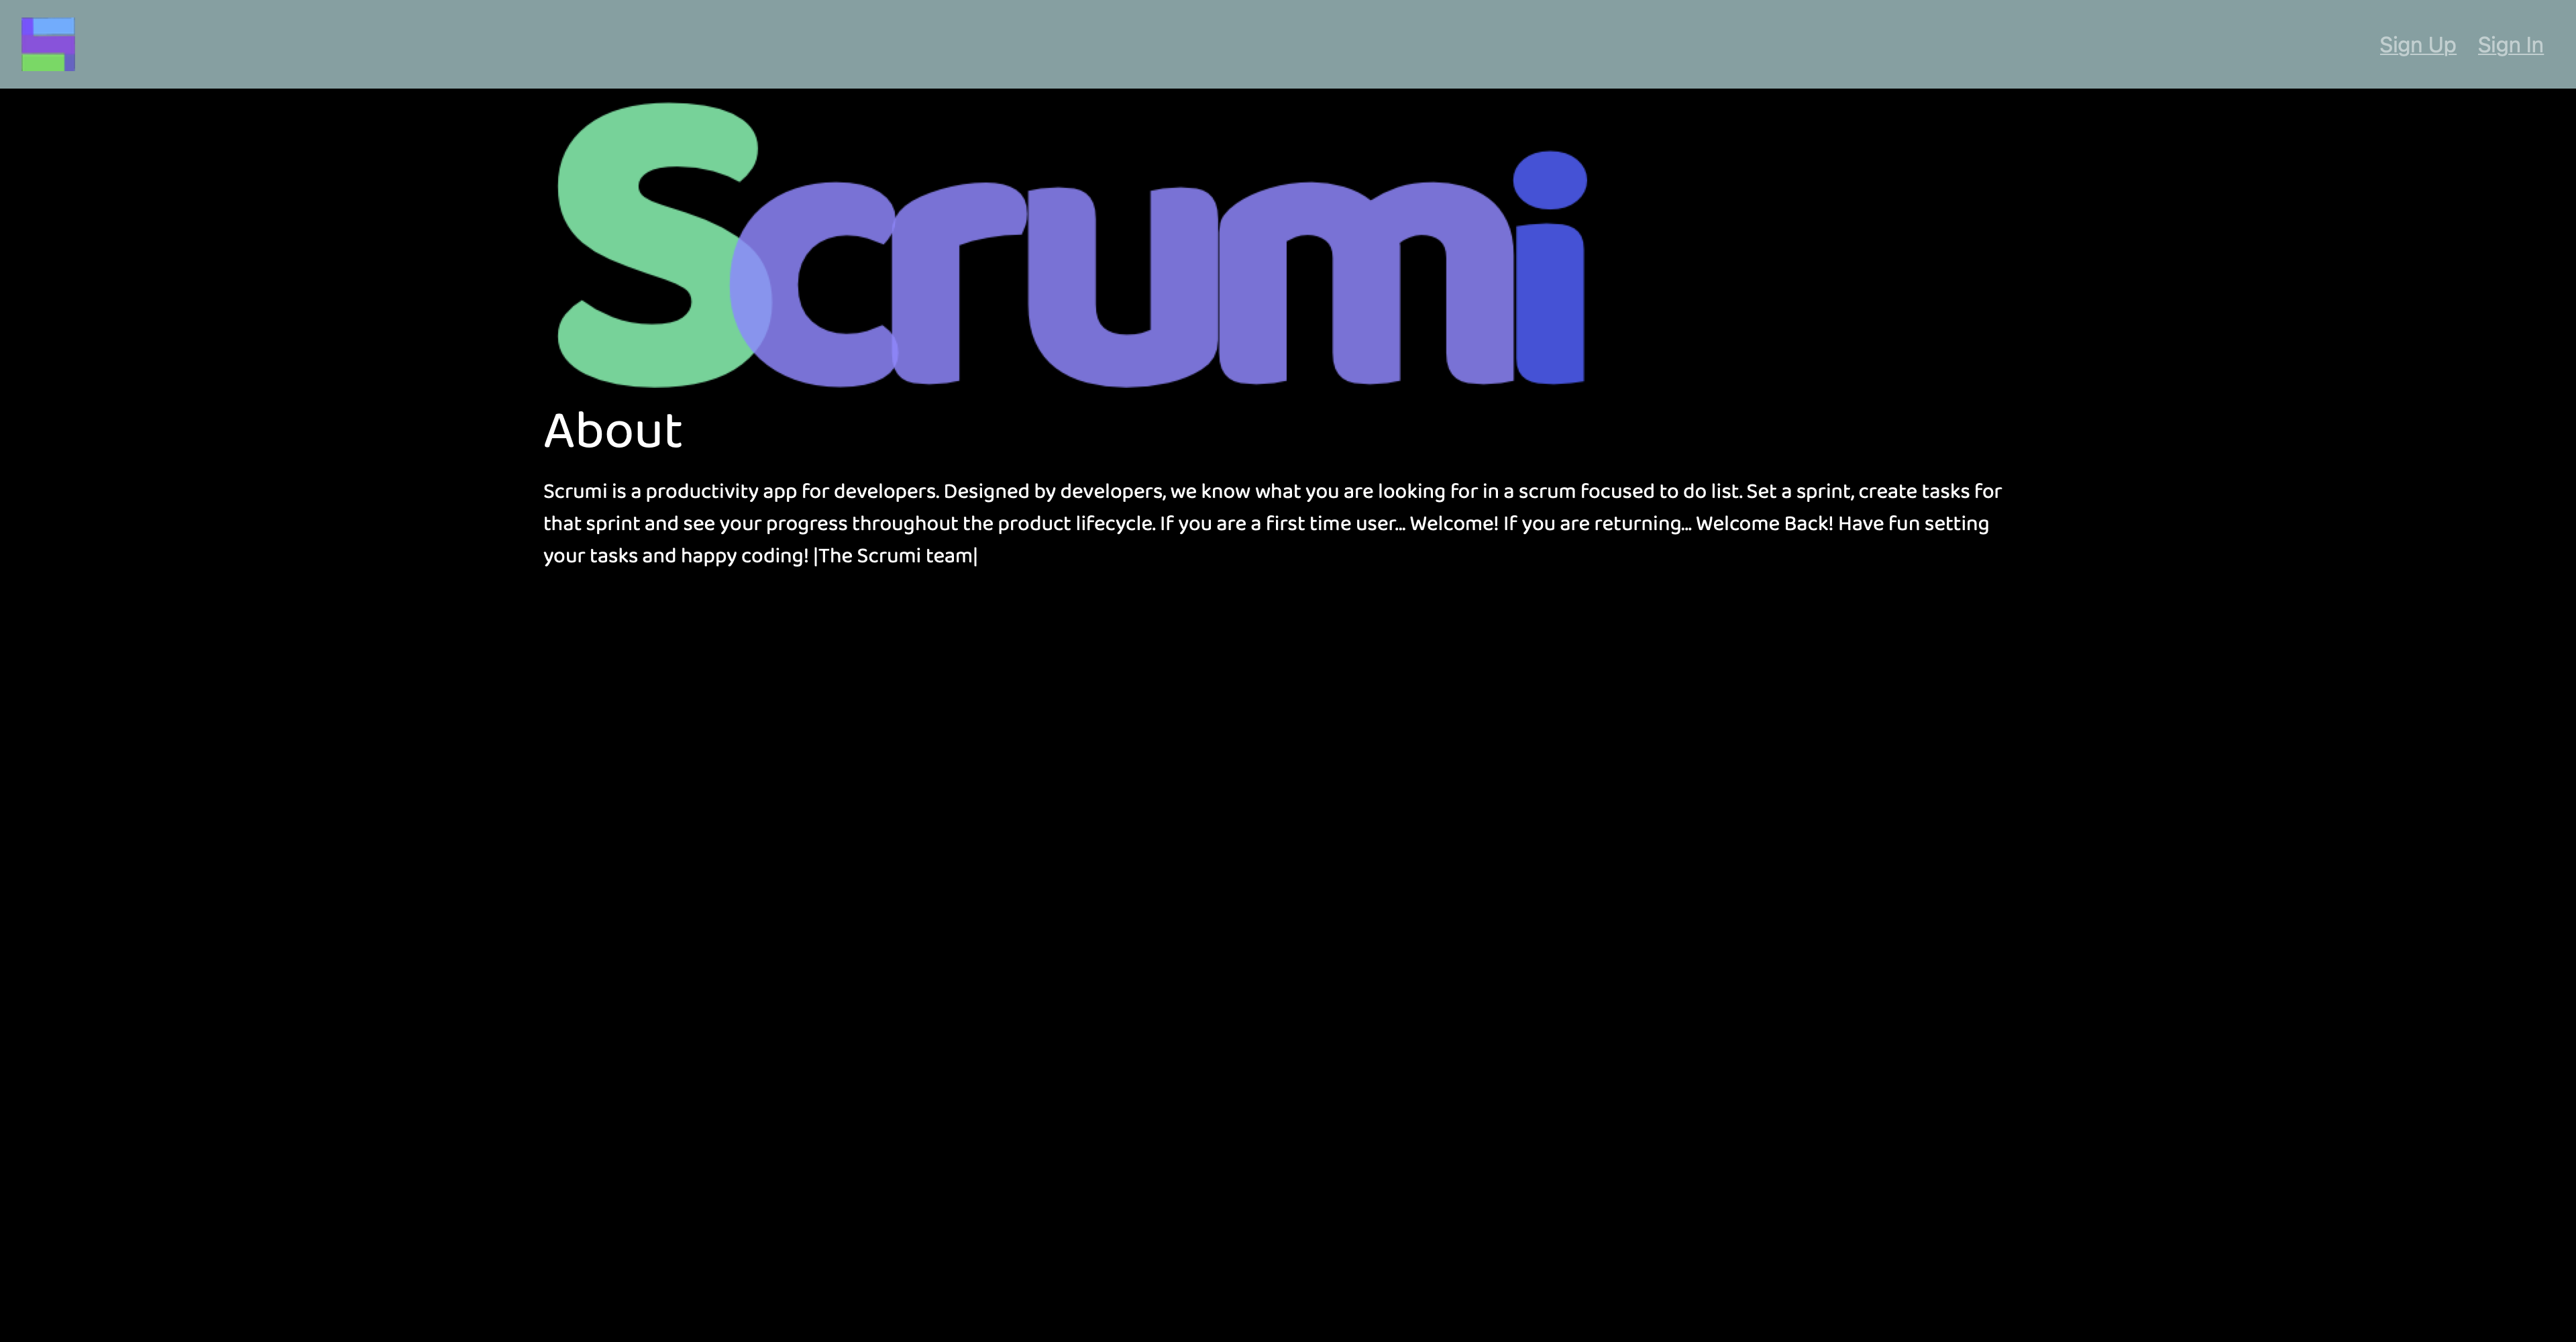 Sign Up Sign In
Scrumi
About
Scrumi is a productivity app for developers. Designed by developers, we know what you are looking for in a scrum focused to do list. Set a sprint, create tasks for
that sprint and see your progress throughout the product lifecycle. If you are a first time user... Welcome! If you are returning... Welcome Back! Have fun setting
your tasks and happy coding! |The Scrumi team|